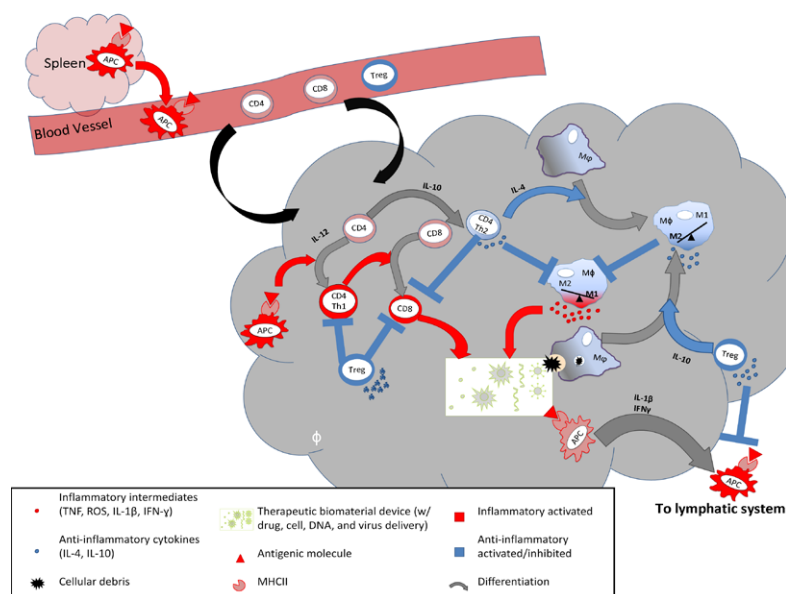 Spleen
APC
APC
Blood Vessel
CD4
CD8
Treg
Mφ
IL-10
IL-4
IL-12
CD4
CD8
CD4
Th2
Mϕ
M1
M2
Mϕ
M2
M1
CD4
Th1
CD8
APC
Treg
Mφ
IL-10
Treg
IL-1β
IFNγ
APC
APC
ϕ
To lymphatic system
Inflammatory intermediates
(TNF, ROS, IL-1β, IFN-γ)
Anti-inflammatory cytokines
(IL-4, IL-10)
Cellular debris
Therapeutic biomaterial device (w/
drug, cell, DNA, and virus delivery)
Antigenic molecule
MHCII
Inflammatory activated
Anti-inflammatory
activated/inhibited
Differentiation